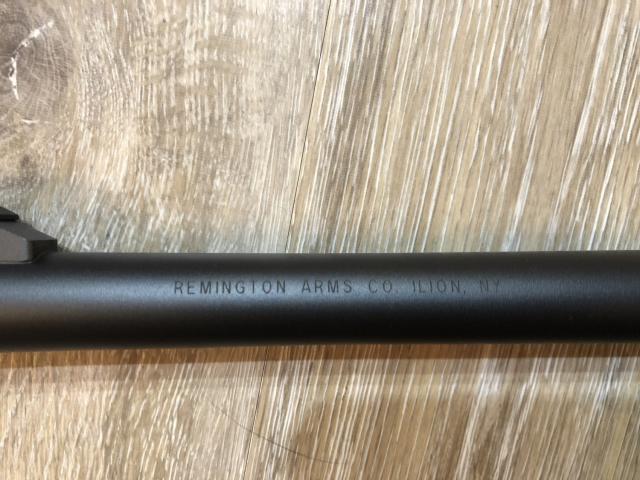 REMINGTON ARMS CO. ILION, NY